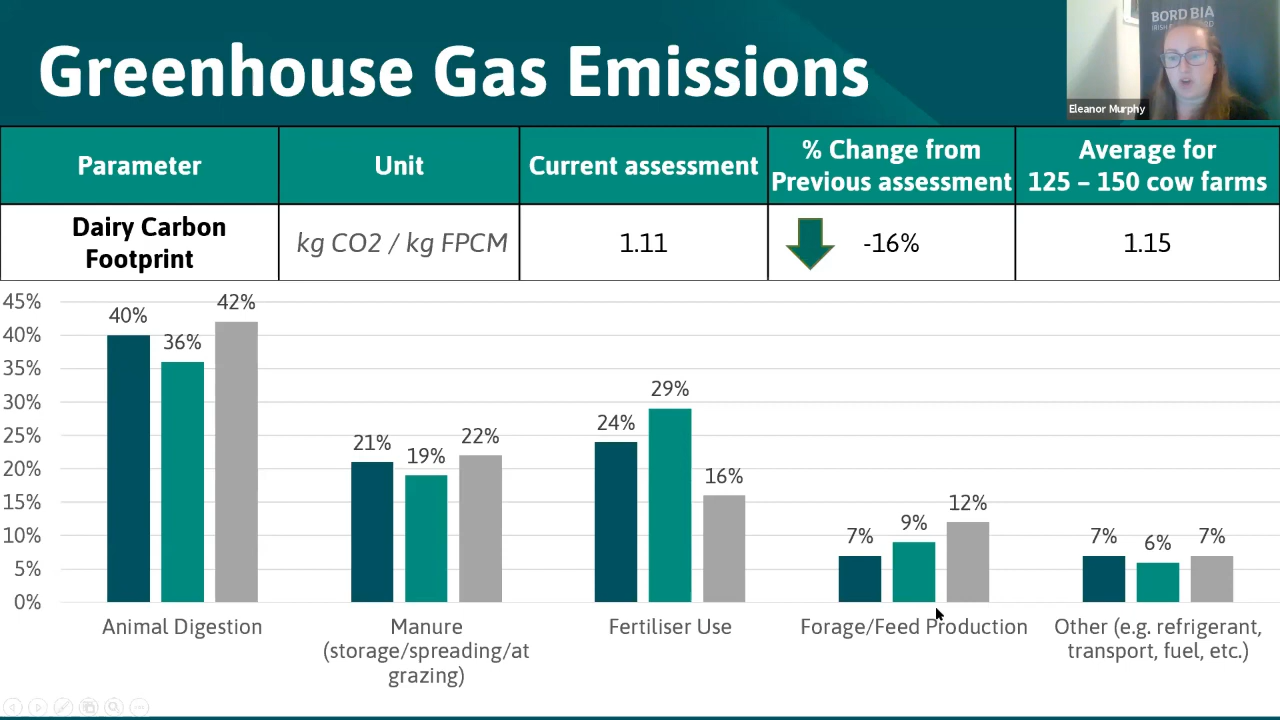 Greenhouse Gas Emissions
BORD BIA
Eleanor Murphy
Parameter
Unit
Current assessment
% Change from
Previous assessment
Average for
125 – 150 cow farms
Dairy Carbon
Footprint
kg CO2 / kg FPCM
1.11
-16%
1.15
45%
40%
35%
30%
25%
20%
15%
10%
5%
0%
40%
36%
42%
21%
19%
22%
24%
29%
16%
7%
9%
12%
7%
6%
7%
Animal Digestion
Manure
(storage/spreading/at
grazing)
Fertiliser Use
Forage/Feed Production
Other (e.g. refrigerant,
transport, fuel, etc.)